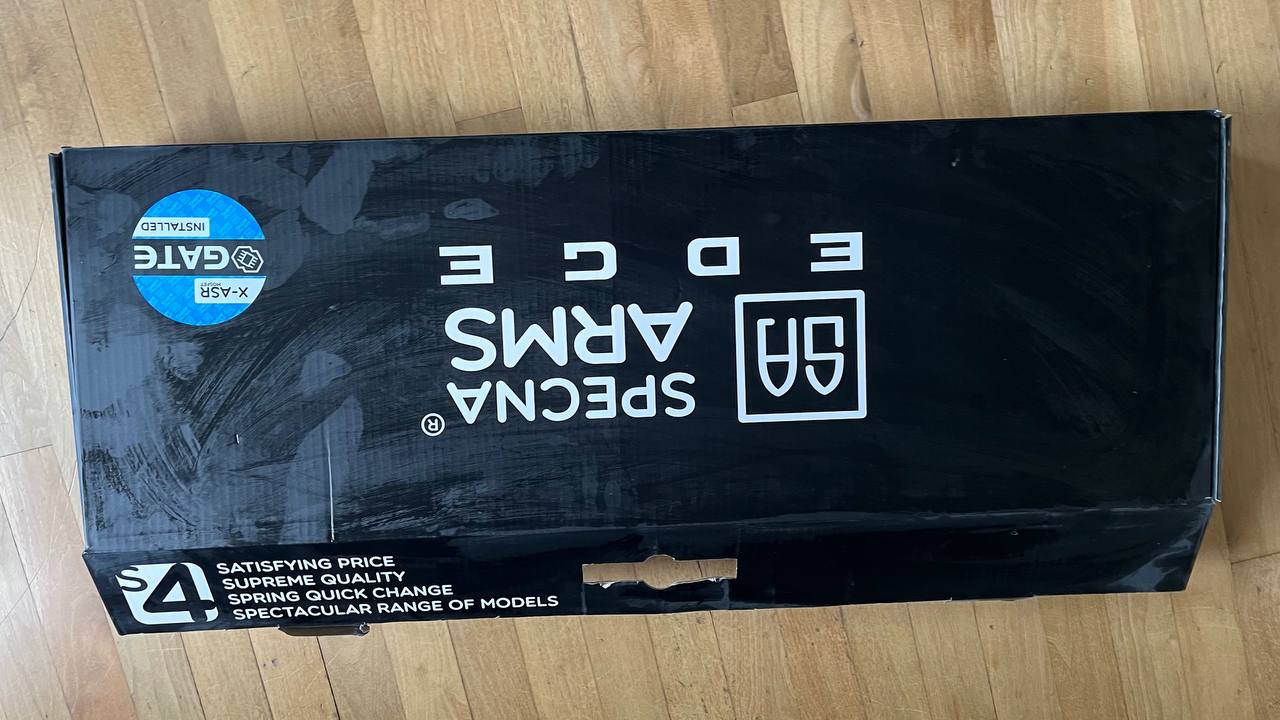 SA
SPECNA
ARMS®
EDGE
X-ASR
MOSFET
GATE
INSTALLED
S4
SATISFYING PRICE
SUPREME QUALITY
SPRING QUICK CHANGE
SPECTACULAR RANGE OF MODELS